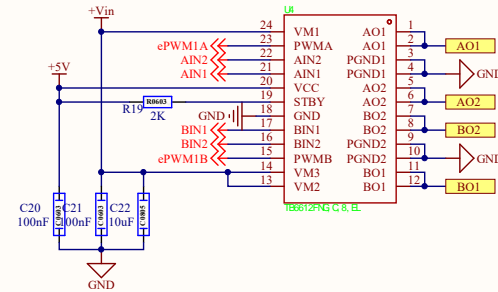 +Vin
U4
24 VM1 AO1 1
ePWM1A 23 PWMA AO1 2 AO1
AIN2 22 AIN2 PGND1 3
AIN1 21 AIN1 PGND1 4 GND
+5V 20 VCC AO2 5
R19 R0603 2K 19 STBY AO2 6 AO2
GND 18 GND BO2 7
BIN1 17 BIN1 BO2 8 BO2
BIN2 16 BIN2 PGND2 9
ePWM1B 15 PWMB PGND2 10 GND
14 VM3 BO1 11
13 VM2 BO1 12 BO1
TB6612FNG,C,8,EL
C20 C0603 C21 C0603 C22 C0805
100nF 00nF 10uF
GND